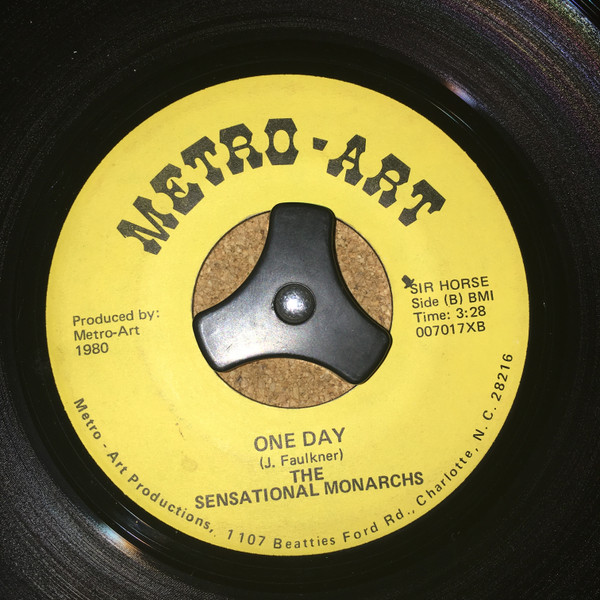 METRO-ART
SIR HORSE
Side (B) BMI
Time: 3:28
007017XB
Produced by:
Metro-Art
1980
ONE DAY
(J. Faulkner)
THE
SENSATIONAL MONARCHS
Metro - Art Productions, 1107 Beatties Ford Rd., Charlotte, N.C. 28216